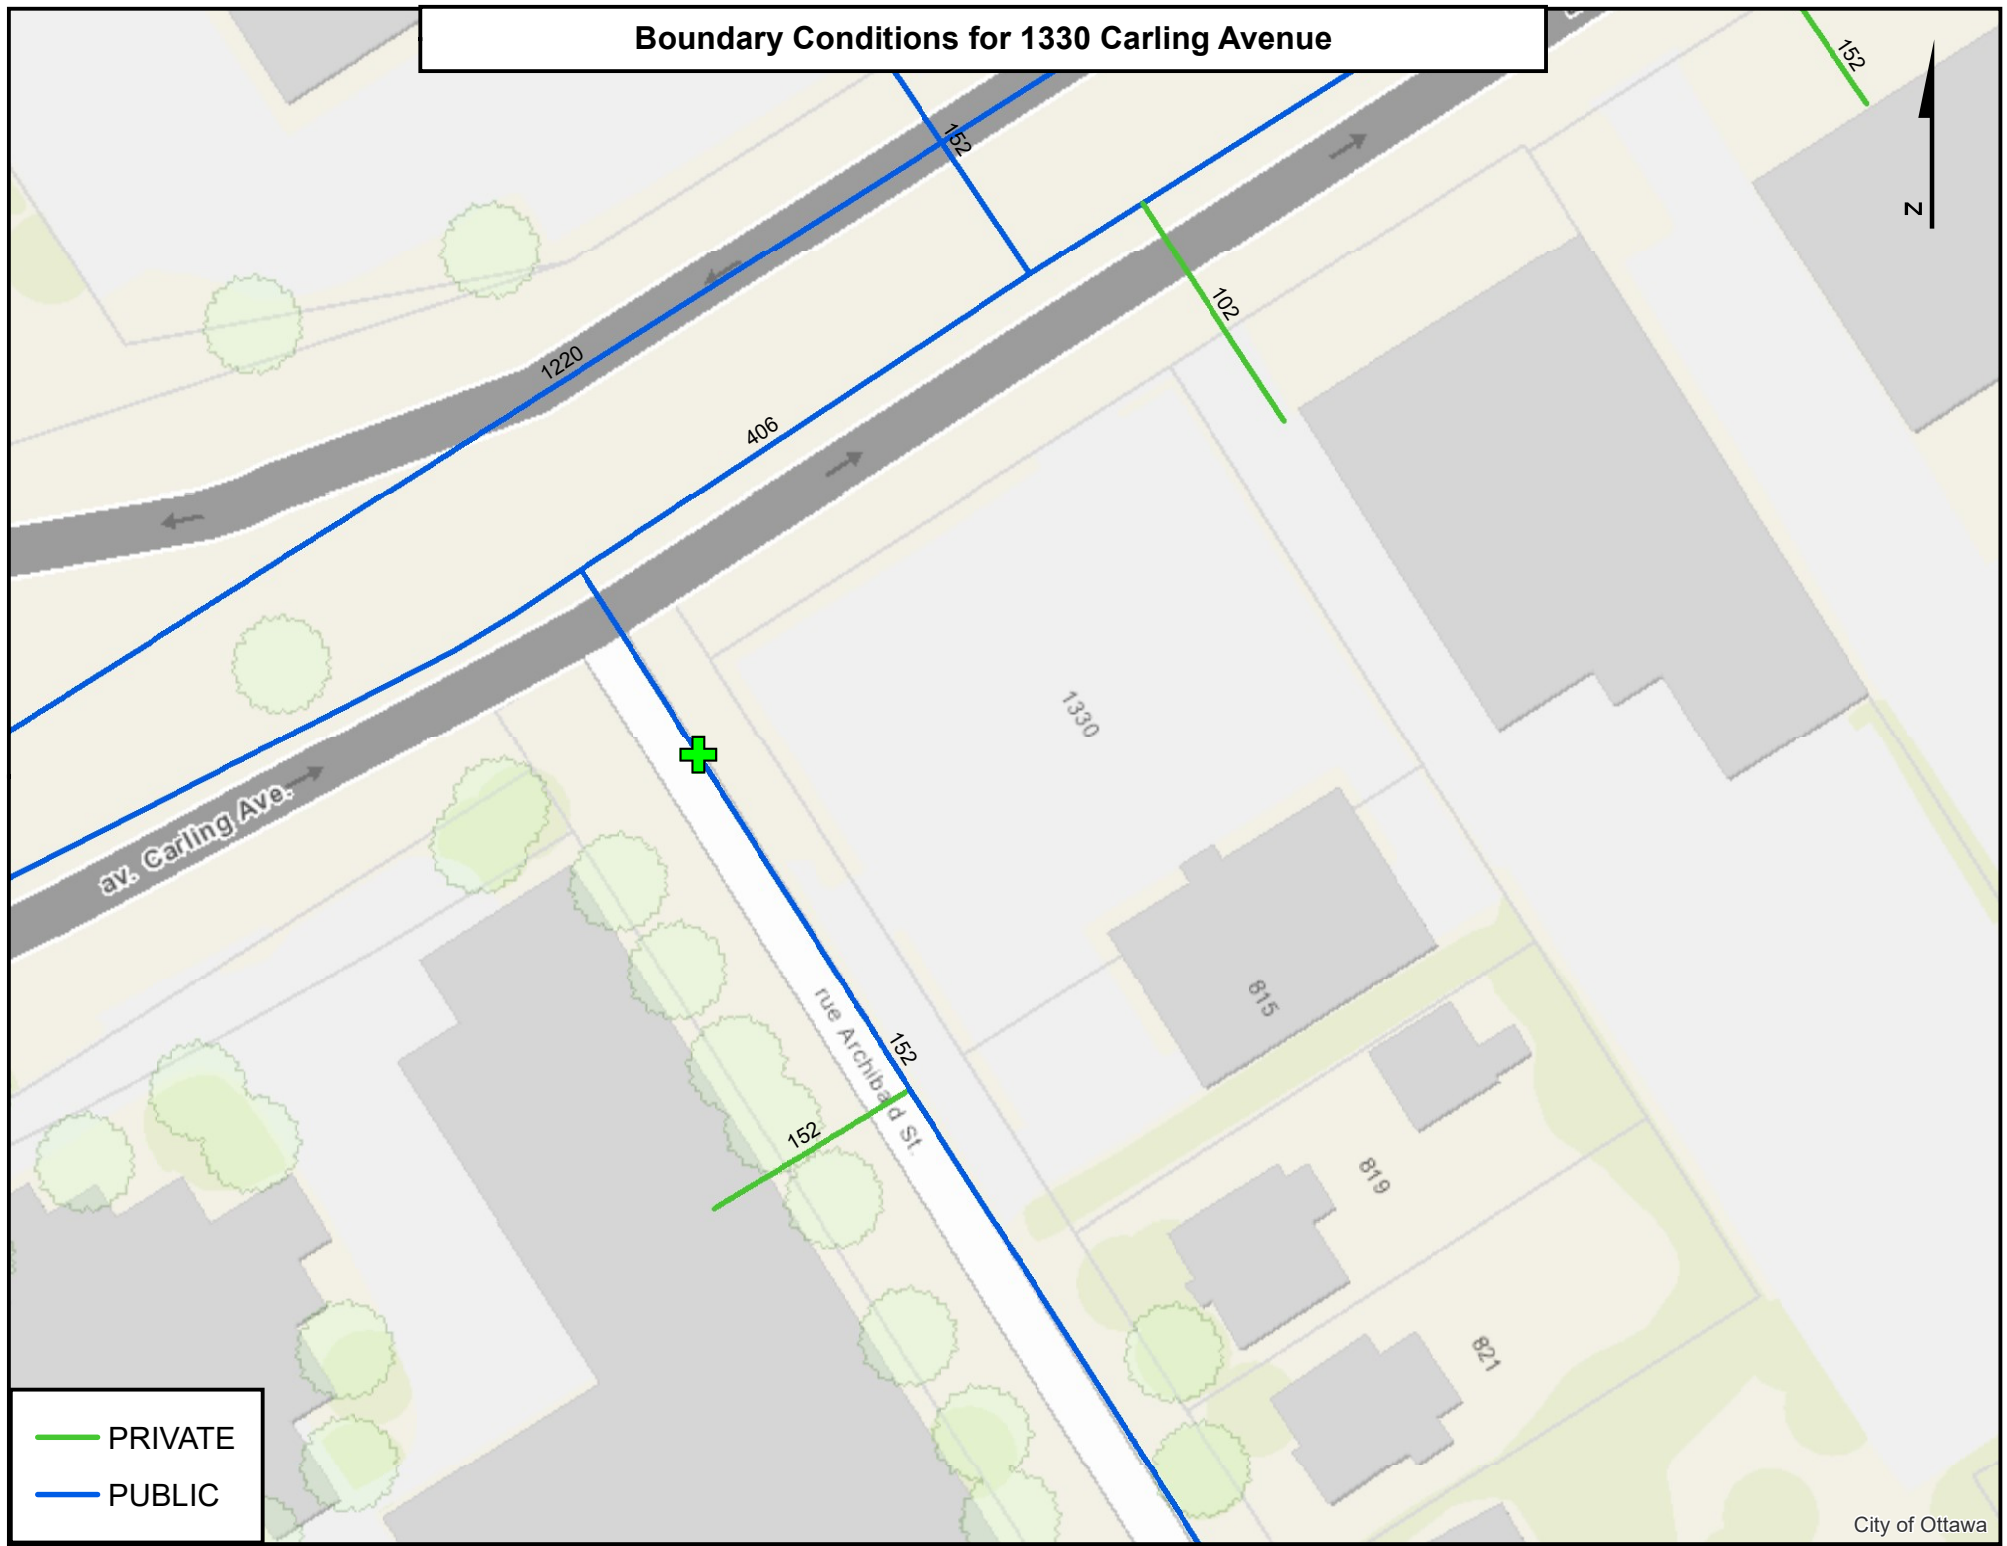 Boundary Conditions for 1330 Carling Avenue
152
152
N
102
1220
406
1330
av. Carling Ave.
815
rue Archibald St.
152
152
819
821
PRIVATE
PUBLIC
City of Ottawa